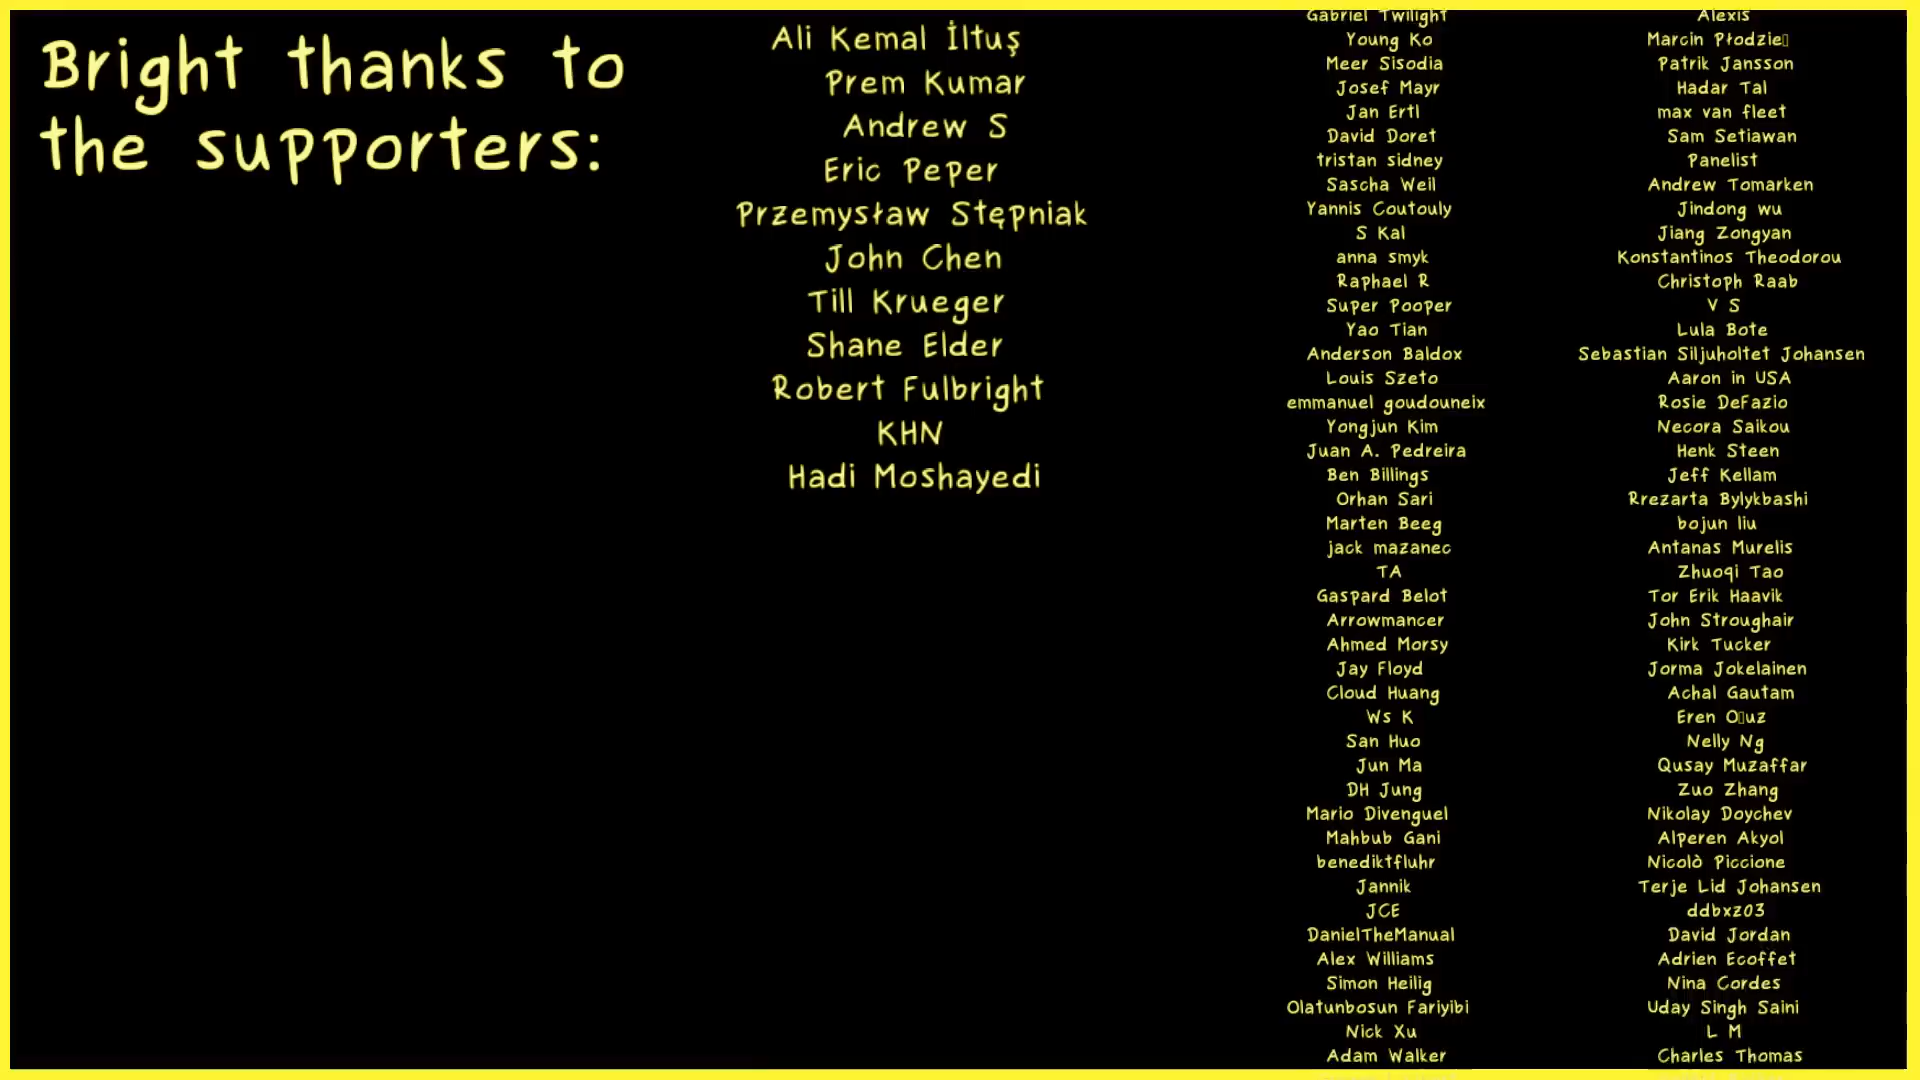 Bright thanks to
the supporters:
Ali Kemal İltuş
Prem Kumar
Andrew S
Eric Peper
Przemysław Stępniak
John Chen
Till Krueger
Shane Elder
Robert Fulbright
KHN
Hadi Moshayedi
Gabriel Twilight
Young Ko
Meer Sisodia
Josef Mayr
Jan Ertl
David Doret
tristan sidney
Sascha Weil
Yannis Coutouly
S Kal
anna smyk
Raphael R
Super Pooper
Yao Tian
Anderson Baldox
Louis Szeto
emmanuel goudouneix
Yongjun Kim
Juan A. Pedreira
Ben Billings
Orhan Sari
Marten Beeg
jack mazanec
TA
Gaspard Belot
Arrowmancer
Ahmed Morsy
Jay Floyd
Cloud Huang
Ws K
San Huo
Jun Ma
DH Jung
Mario Divenguel
Mahbub Gani
benediktfluhr
Jannik
JCE
DanielTheManual
Alex Williams
Simon Heilig
Olatunbosun Fariyibi
Nick Xu
Adam Walker
Alexis
Marcin Płodzie▯
Patrik Jansson
Hadar Tal
max van fleet
Sam Setiawan
Panelist
Andrew Tomarken
Jindong wu
Jiang Zongyan
Konstantinos Theodorou
Christoph Raab
V S
Lula Bote
Sebastian Siljuholtet Johansen
Aaron in USA
Rosie DeFazio
Necora Saikou
Henk Steen
Jeff Kellam
Rrezarta Bylykbashi
bojun liu
Antanas Murelis
Zhuoqi Tao
Tor Erik Haavik
John Stroughair
Kirk Tucker
Jorma Jokelainen
Achal Gautam
Eren O▯uz
Nelly Ng
Qusay Muzaffar
Zuo Zhang
Nikolay Doychev
Alperen Akyol
Nicolò Piccione
Terje Lid Johansen
ddbxz03
David Jordan
Adrien Ecoffet
Nina Cordes
Uday Singh Saini
L M
Charles Thomas